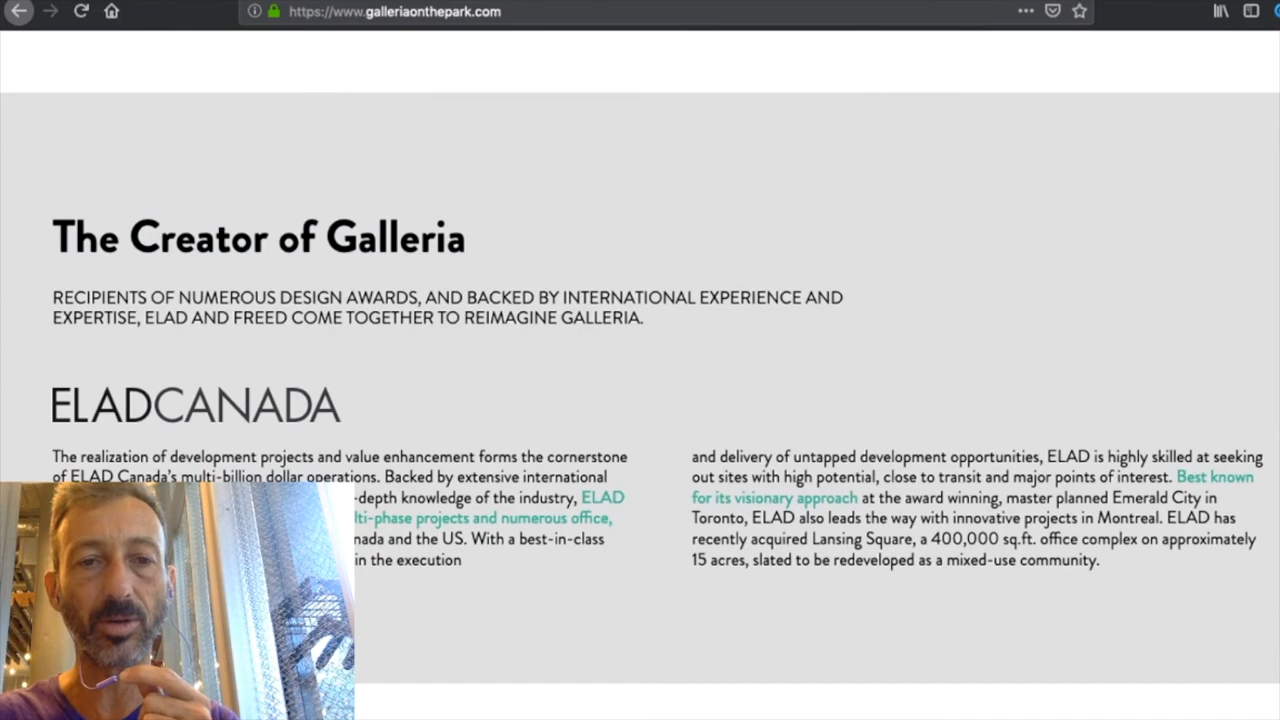 https://www.galleriaonthepark.com
The Creator of Galleria
RECIPIENTS OF NUMEROUS DESIGN AWARDS, AND BACKED BY INTERNATIONAL EXPERIENCE AND
EXPERTISE, ELAD AND FREED COME TOGETHER TO REIMAGINE GALLERIA.
ELADCANADA
The realization of development projects and value enhancement forms the cornerstone
of ELAD Canada's multi-billion dollar operations. Backed by extensive international
-depth knowledge of the industry, ELAD
lti-phase projects and numerous office,
nada and the US. With a best-in-class
in the execution
and delivery of untapped development opportunities, ELAD is highly skilled at seeking
out sites with high potential, close to transit and major points of interest. Best known
for its visionary approach at the award winning, master planned Emerald City in
Toronto, ELAD also leads the way with innovative projects in Montreal. ELAD has
recently acquired Lansing Square, a 400,000 sq.ft. office complex on approximately
15 acres, slated to be redeveloped as a mixed-use community.